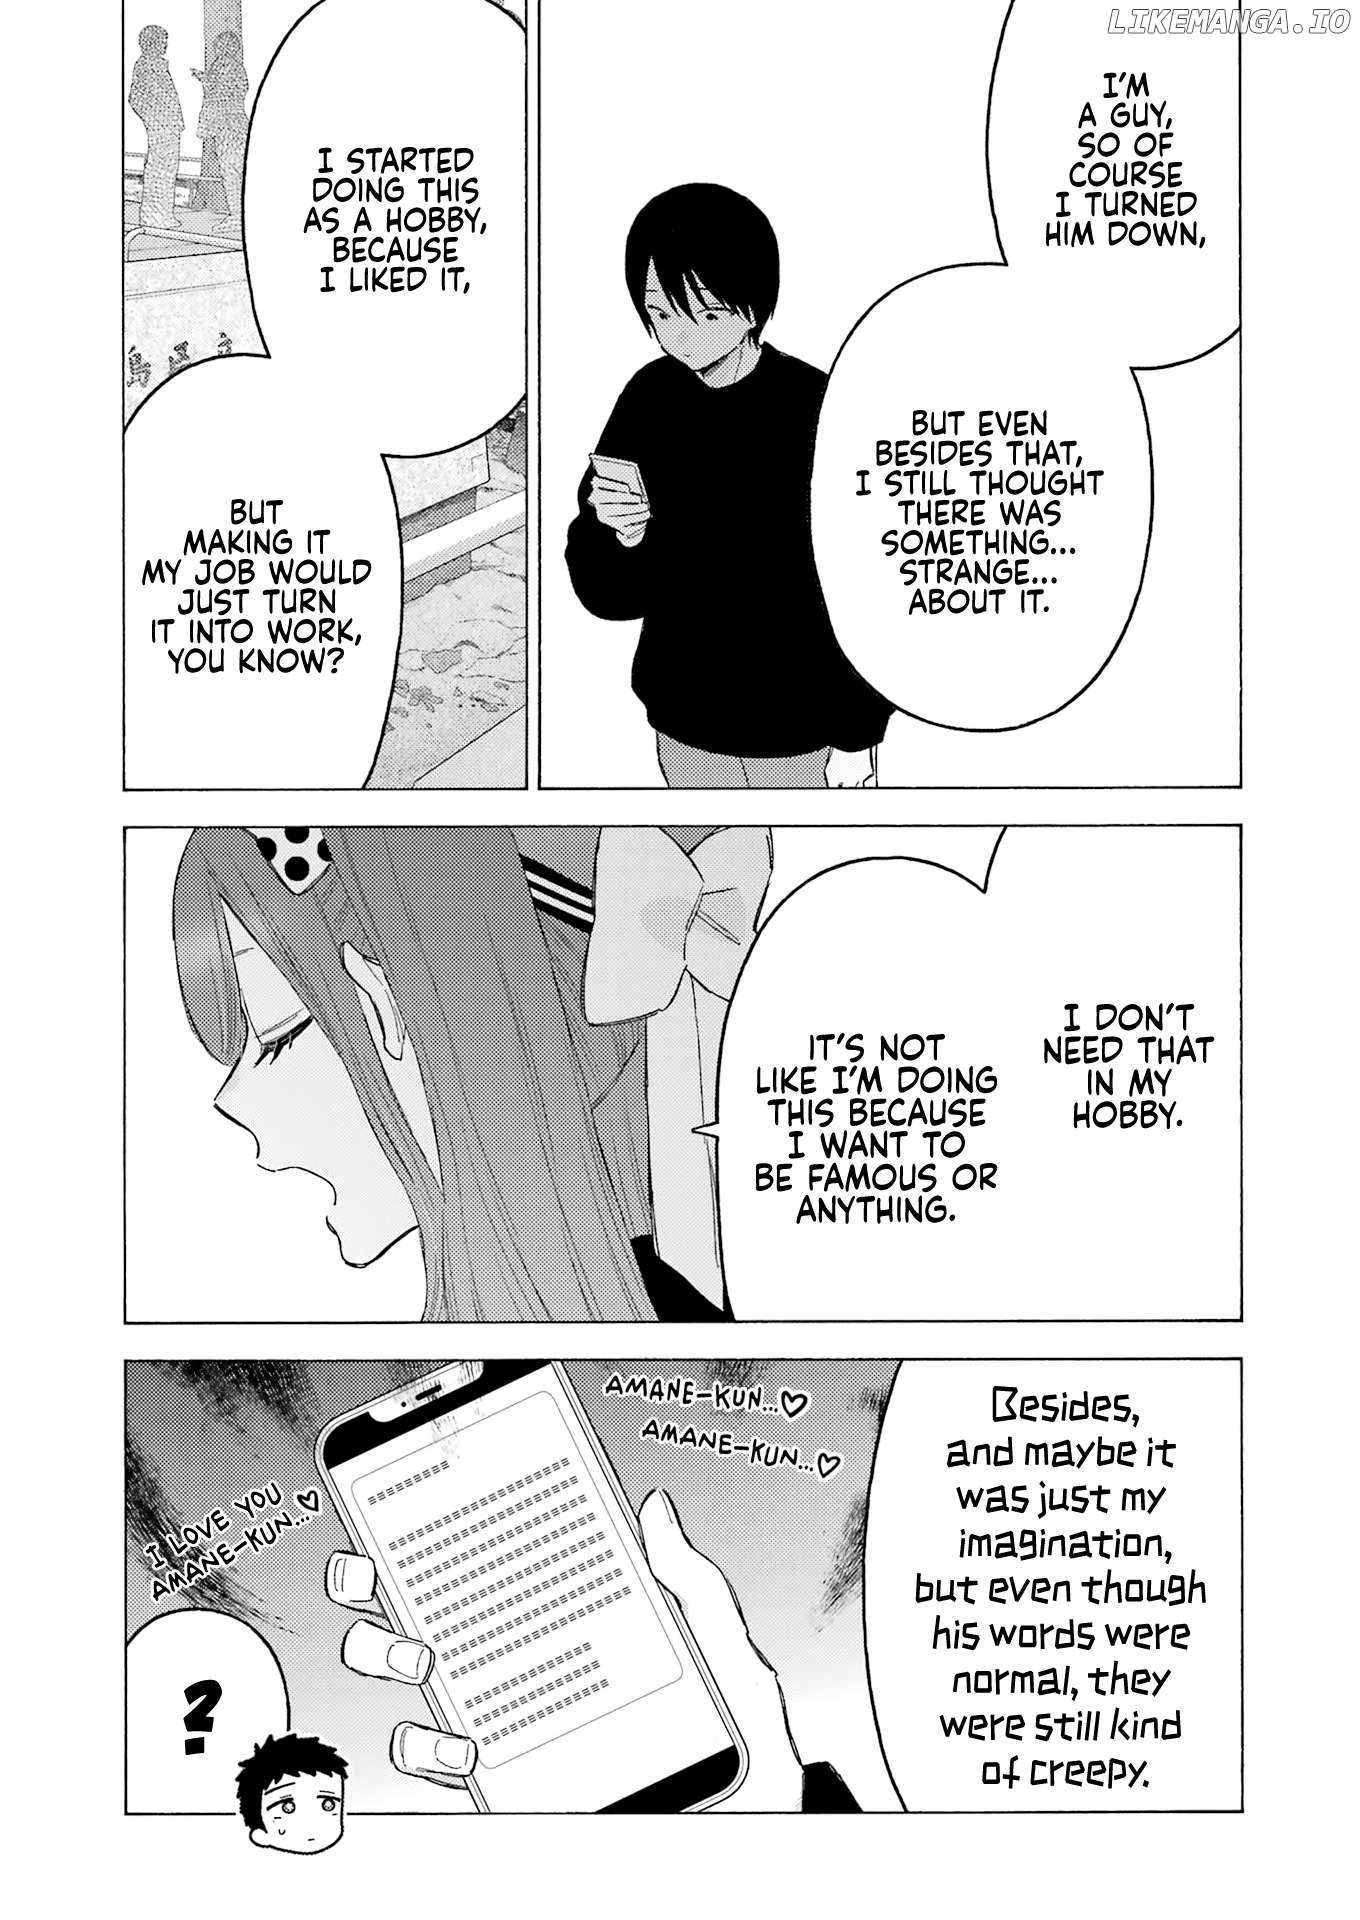 LIKEMANGA.IO
I'M
A GUY,
SO OF
COURSE
I TURNED
HIM DOWN,
BUT EVEN
BESIDES THAT,
I STILL THOUGHT
THERE WAS
SOMETHING...
STRANGE...
ABOUT IT.
I STARTED
DOING THIS
AS A HOBBY,
BECAUSE
I LIKED IT,
BUT
MAKING IT
MY JOB WOULD
JUST TURN
IT INTO WORK,
YOU KNOW?
I DON'T
NEED THAT
IN MY
HOBBY.
IT'S NOT
LIKE I'M DOING
THIS BECAUSE
I WANT TO
BE FAMOUS OR
ANYTHING.
Besides,
and maybe it
was just my
imagination,
but even though
his words were
normal, they
were still kind
of creepy.
AMANE-KUN...♡
AMANE-KUN...♡
I LOVE YOU
AMANE-KUN...♡
?